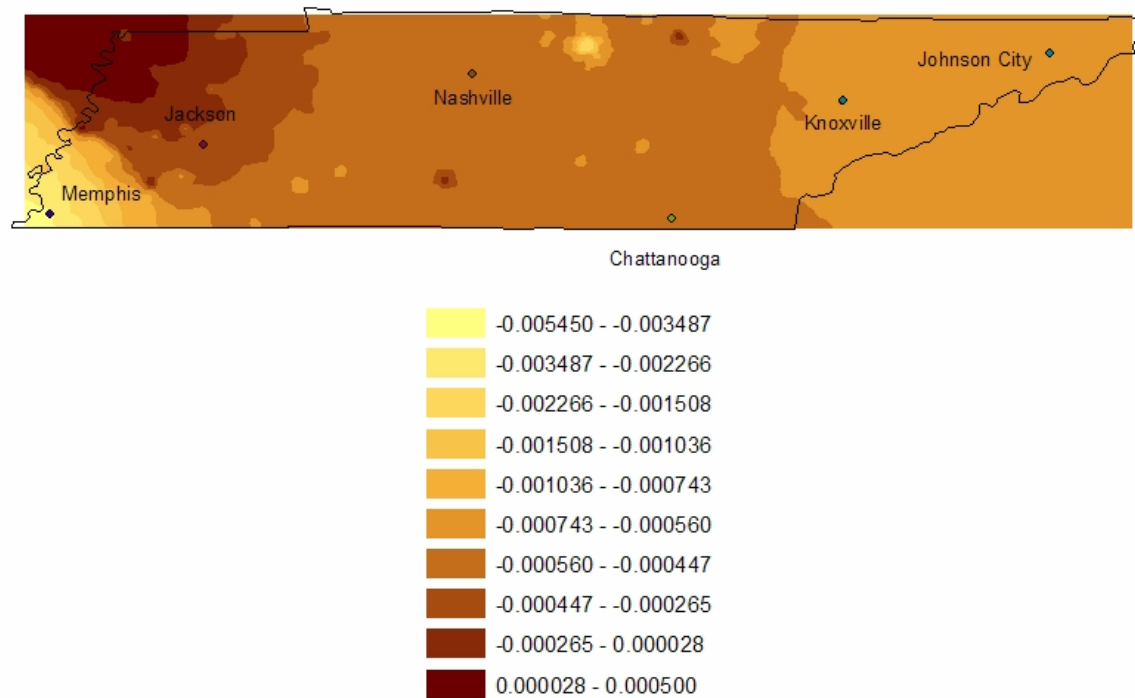 Johnson City
Nashville
Jackson
Knoxville
Memphis
Chattanooga
-0.005450 - -0.003487
-0.003487 - -0.002266
-0.002266 - -0.001508
-0.001508 - -0.001036
-0.001036 - -0.000743
-0.000743 - -0.000560
-0.000560 - -0.000447
-0.000447 - -0.000265
-0.000265 - 0.000028
0.000028 - 0.000500